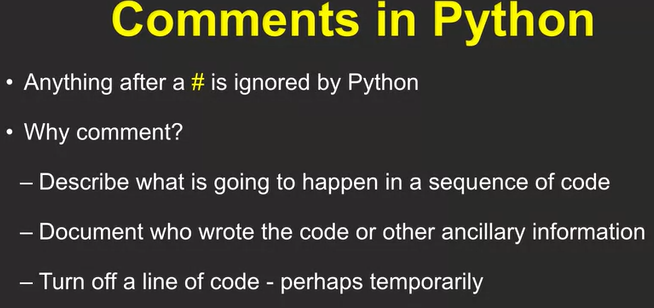 Comments in Python
• Anything after a # is ignored by Python
• Why comment?
– Describe what is going to happen in a sequence of code
– Document who wrote the code or other ancillary information
– Turn off a line of code - perhaps temporarily